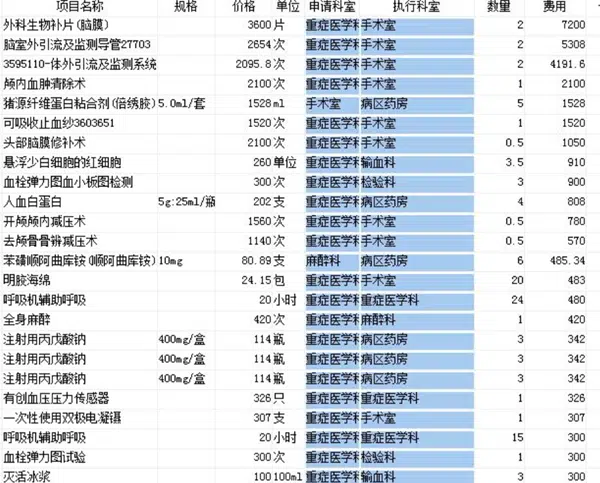 项目名称 规格 价格 单位 申请科室 执行科室 数量 费用
外科生物补片(脑膜) 3600 片 重症医学科 手术室 2 7200
脑室外引流及监测导管27703 2654 次 重症医学科 手术室 2 5308
3595110-体外引流及监测系统 2095.8 次 重症医学科 手术室 2 4191.6
颅内血肿清除术 2100 次 重症医学科 手术室 1 2100
猪源纤维蛋白粘合剂(倍绣胶) 5.0ml/套 1528 ml 手术室 病区药房 5 1528
可吸收止血纱3603651 1520 次 重症医学科 手术室 1 1520
头部脑膜修补术 2100 次 重症医学科 手术室 0.5 1050
悬浮少白细胞的红细胞 260 单位 重症医学科 输血科 3.5 910
血栓弹力图血小板图检测 300 次 重症医学科 检验科 3 900
人血白蛋白 5g:25ml/瓶 202 支 重症医学科 病区药房 4 808
开颅颅内减压术 1560 次 重症医学科 手术室 0.5 780
去颅骨骨瓣减压术 1140 次 重症医学科 手术室 0.5 570
苯磺顺阿曲库铵(顺阿曲库铵) 10mg 80.89 支 麻醉科 病区药房 6 485.34
明胶海绵 24.15 包 重症医学科 手术室 20 483
呼吸机辅助呼吸 20 小时 重症医学科 重症医学科 24 480
全身麻醉 420 次 重症医学科 麻醉科 1 420
注射用丙戊酸钠 400mg/盒 114 瓶 重症医学科 病区药房 3 342
注射用丙戊酸钠 400mg/盒 114 瓶 重症医学科 病区药房 3 342
注射用丙戊酸钠 400mg/盒 114 瓶 重症医学科 病区药房 3 342
有创血压压力传感器 326 只 重症医学科 重症医学科 1 326
一次性使用双极电凝镊 307 支 重症医学科 手术室 1 307
呼吸机辅助呼吸 20 小时 重症医学科 重症医学科 15 300
血栓弹力图试验 300 次 重症医学科 检验科 1 300
灭活冰浆 100 100ml 重症医学科 输血科 3 300